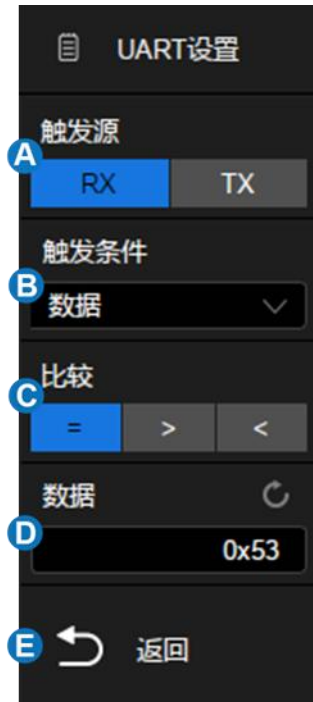 UART设置
触发源
A
RX TX
触发条件
B
数据
比较
C
= > <
数据
D
0x53
E 返回